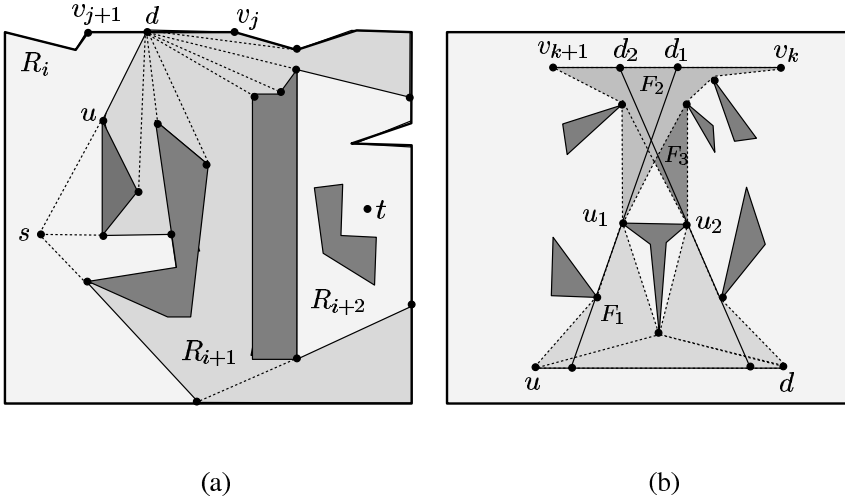 v_{j+1} d v_j
R_i
u
s
t
R_{i+2}
R_{i+1}
(a)
v_{k+1} d_2 d_1 v_k
F_2
F_3
u_1 u_2
F_1
u d
(b)